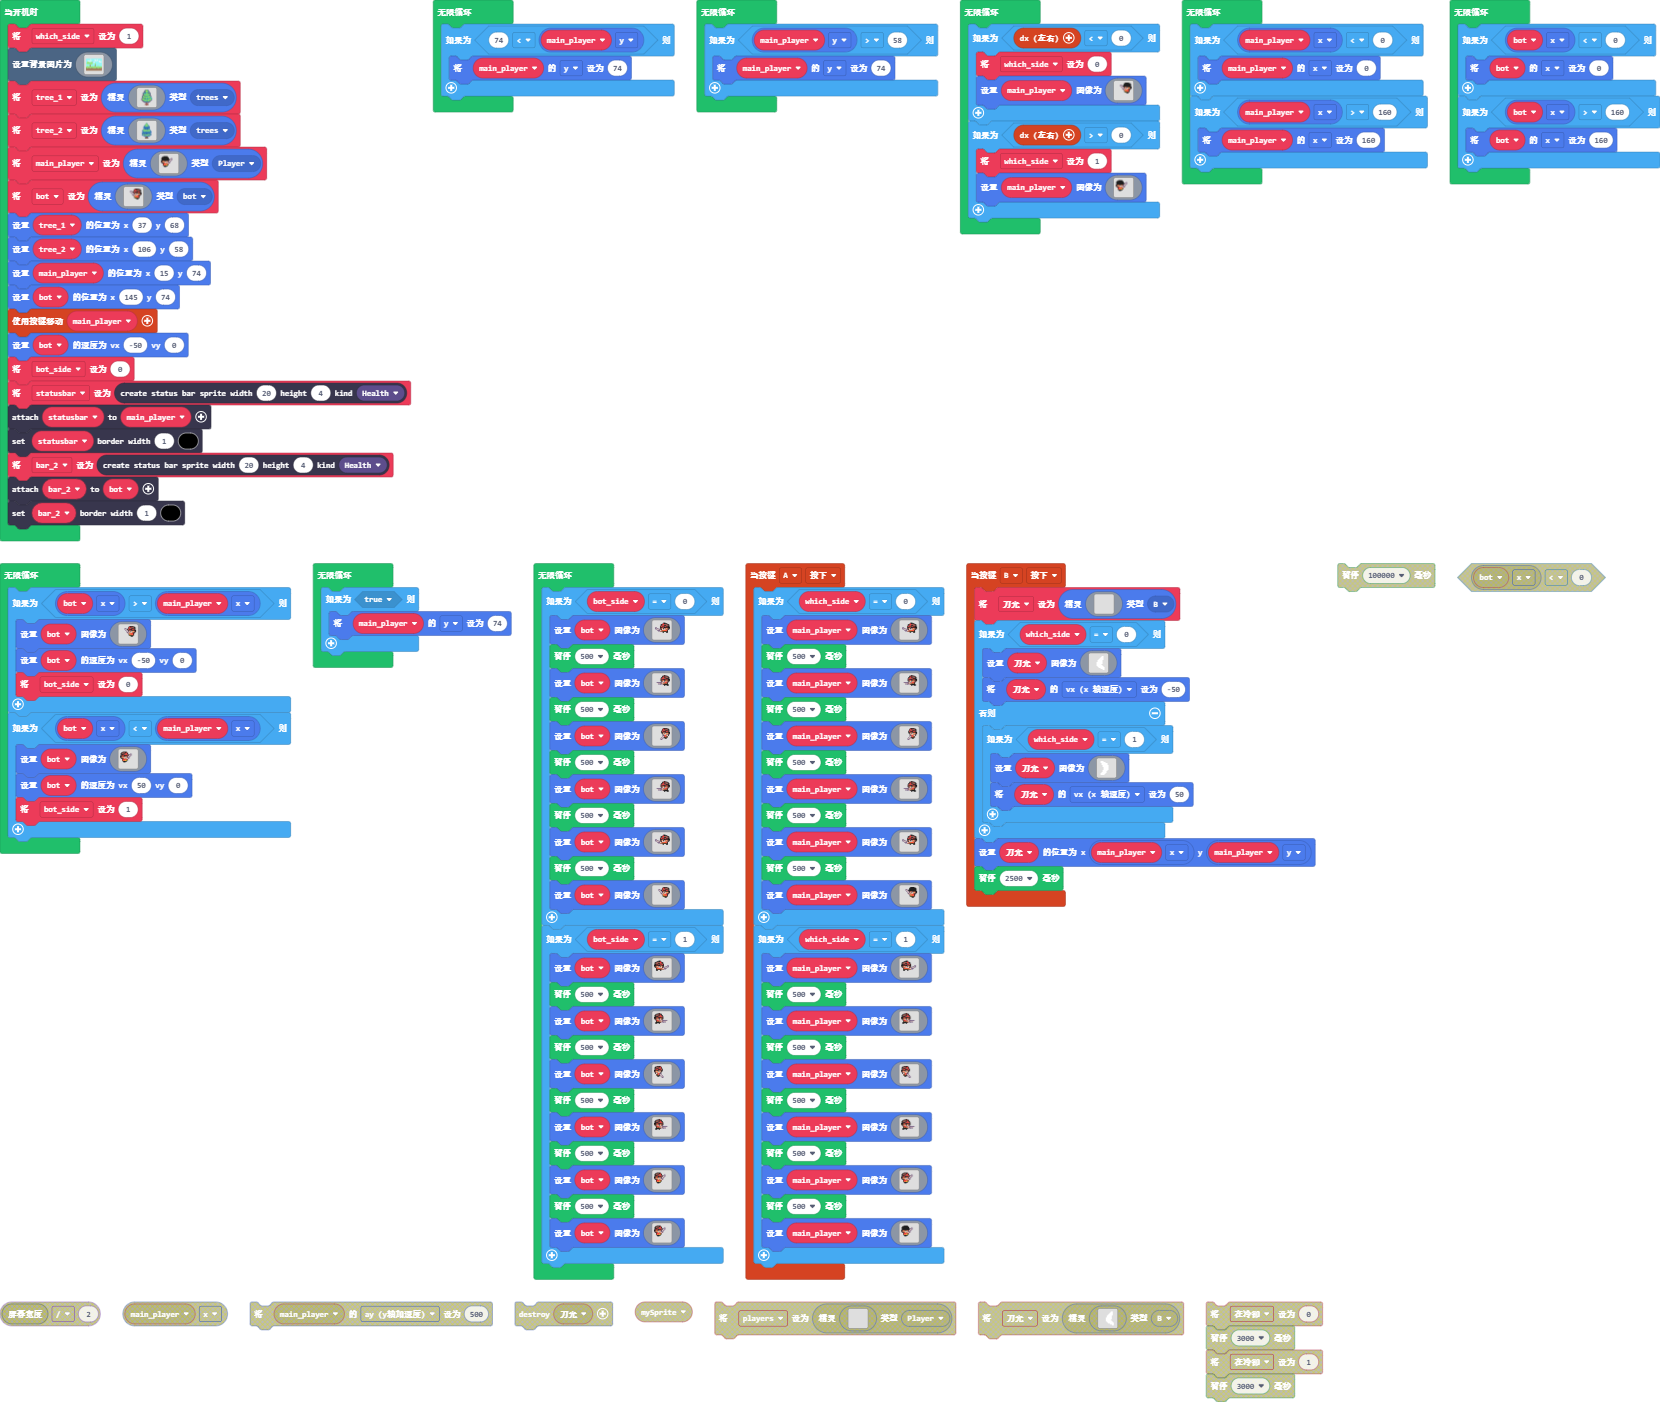 当开机时
将 which_side 设为 1
设置背景图片为
将 tree_1 设为 精灵 类型 trees
将 tree_2 设为 精灵 类型 trees
将 main_player 设为 精灵 类型 Player
将 bot 设为 精灵 类型 bot
设置 tree_1 的位置为 x 37 y 68
设置 tree_2 的位置为 x 106 y 58
设置 main_player 的位置为 x 15 y 74
设置 bot 的位置为 x 145 y 74
使用按键移动 main_player
设置 bot 的速度为 vx -50 vy 0
将 bot_side 设为 0
将 statusbar 设为 create status bar sprite width 20 height 4 kind Health
attach statusbar to main_player
set statusbar border width 1
将 bar_2 设为 create status bar sprite width 20 height 4 kind Health
attach bar_2 to bot
set bar_2 border width 1
无限循环
如果为 74 < main_player y 则
将 main_player 的 y 设为 74
无限循环
如果为 main_player y > 58 则
将 main_player 的 y 设为 74
无限循环
如果为 dx (左右) < 0 则
将 which_side 设为 0
设置 main_player 图像为
如果为 dx (左右) > 0 则
将 which_side 设为 1
设置 main_player 图像为
无限循环
如果为 main_player x < 0 则
将 main_player 的 x 设为 0
如果为 main_player x > 160 则
将 main_player 的 x 设为 160
无限循环
如果为 bot x < 0 则
将 bot 的 x 设为 0
如果为 bot x > 160 则
将 bot 的 x 设为 160
无限循环
如果为 bot x > main_player x 则
设置 bot 图像为
设置 bot 的速度为 vx -50 vy 0
将 bot_side 设为 0
如果为 bot x < main_player x 则
设置 bot 图像为
设置 bot 的速度为 vx 50 vy 0
将 bot_side 设为 1
无限循环
如果为 true 则
将 main_player 的 y 设为 74
无限循环
如果为 bot_side = 0 则
设置 bot 图像为
暂停 500 毫秒
设置 bot 图像为
暂停 500 毫秒
设置 bot 图像为
暂停 500 毫秒
设置 bot 图像为
暂停 500 毫秒
设置 bot 图像为
暂停 500 毫秒
设置 bot 图像为
如果为 bot_side = 1 则
设置 bot 图像为
暂停 500 毫秒
设置 bot 图像为
暂停 500 毫秒
设置 bot 图像为
暂停 500 毫秒
设置 bot 图像为
暂停 500 毫秒
设置 bot 图像为
暂停 500 毫秒
设置 bot 图像为
当按键 A 按下
如果为 which_side = 0 则
设置 main_player 图像为
暂停 500 毫秒
设置 main_player 图像为
暂停 500 毫秒
设置 main_player 图像为
暂停 500 毫秒
设置 main_player 图像为
暂停 500 毫秒
设置 main_player 图像为
暂停 500 毫秒
设置 main_player 图像为
如果为 which_side = 1 则
设置 main_player 图像为
暂停 500 毫秒
设置 main_player 图像为
暂停 500 毫秒
设置 main_player 图像为
暂停 500 毫秒
设置 main_player 图像为
暂停 500 毫秒
设置 main_player 图像为
暂停 500 毫秒
设置 main_player 图像为
当按键 B 按下
将 刀光 设为 精灵 类型 B
如果为 which_side = 0 则
设置 刀光 图像为
将 刀光 的 vx (x 轴速度) 设为 -50
否则
如果为 which_side = 1 则
设置 刀光 图像为
将 刀光 的 vx (x 轴速度) 设为 50
设置 刀光 的位置为 x main_player x y main_player y
暂停 2500 毫秒
暂停 100000 毫秒
bot x < 0
屏幕宽度 / 2
main_player x
将 main_player 的 ay (y轴加速度) 设为 500
destroy 刀光
mySprite
将 players 设为 精灵 类型 Player
将 刀光 设为 精灵 类型 B
将 在冷却 设为 0
暂停 3000 毫秒
将 在冷却 设为 1
暂停 3000 毫秒